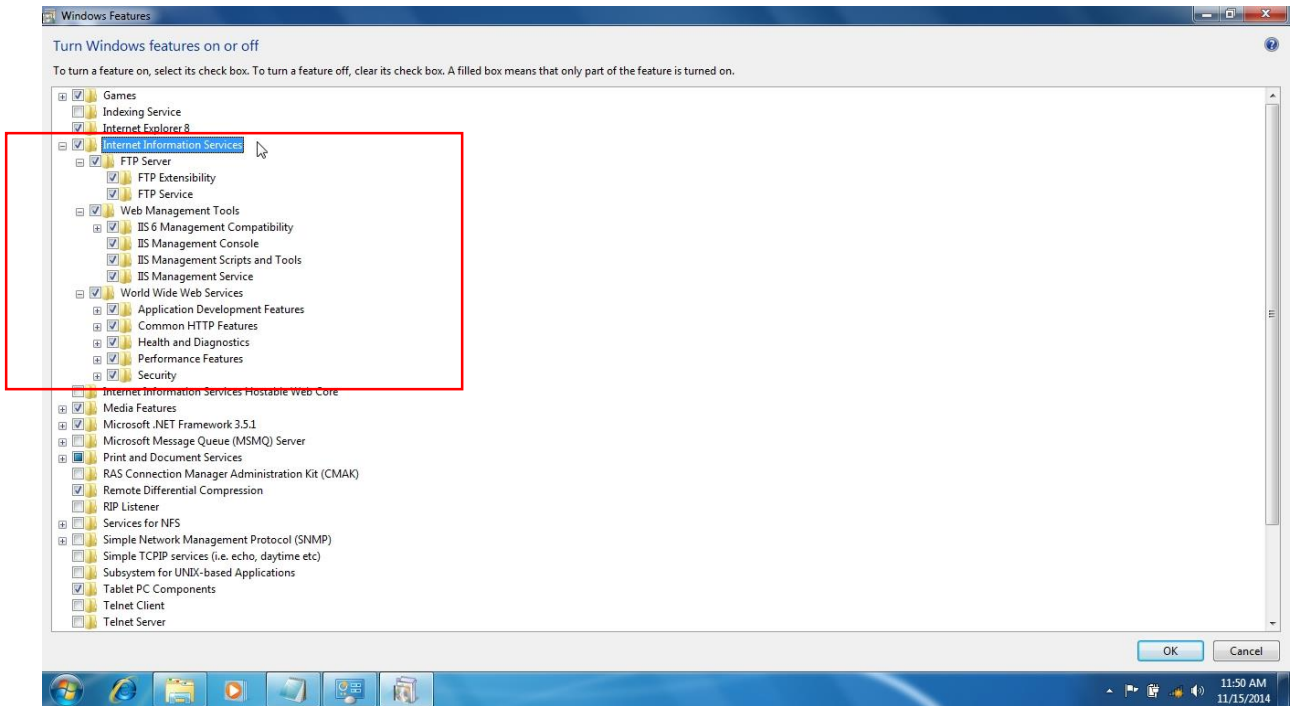 Windows Features
Turn Windows features on or off
To turn a feature on, select its check box. To turn a feature off, clear its check box. A filled box means that only part of the feature is turned on.
Games
Indexing Service
Internet Explorer 8
Internet Information Services
FTP Server
FTP Extensibility
FTP Service
Web Management Tools
IIS 6 Management Compatibility
IIS Management Console
IIS Management Scripts and Tools
IIS Management Service
World Wide Web Services
Application Development Features
Common HTTP Features
Health and Diagnostics
Performance Features
Security
Internet Information Services Hostable Web Core
Media Features
Microsoft .NET Framework 3.5.1
Microsoft Message Queue (MSMQ) Server
Print and Document Services
RAS Connection Manager Administration Kit (CMAK)
Remote Differential Compression
RIP Listener
Services for NFS
Simple Network Management Protocol (SNMP)
Simple TCPIP services (i.e. echo, daytime etc)
Subsystem for UNIX-based Applications
Tablet PC Components
Telnet Client
Telnet Server
OK Cancel
11:50 AM
11/15/2014